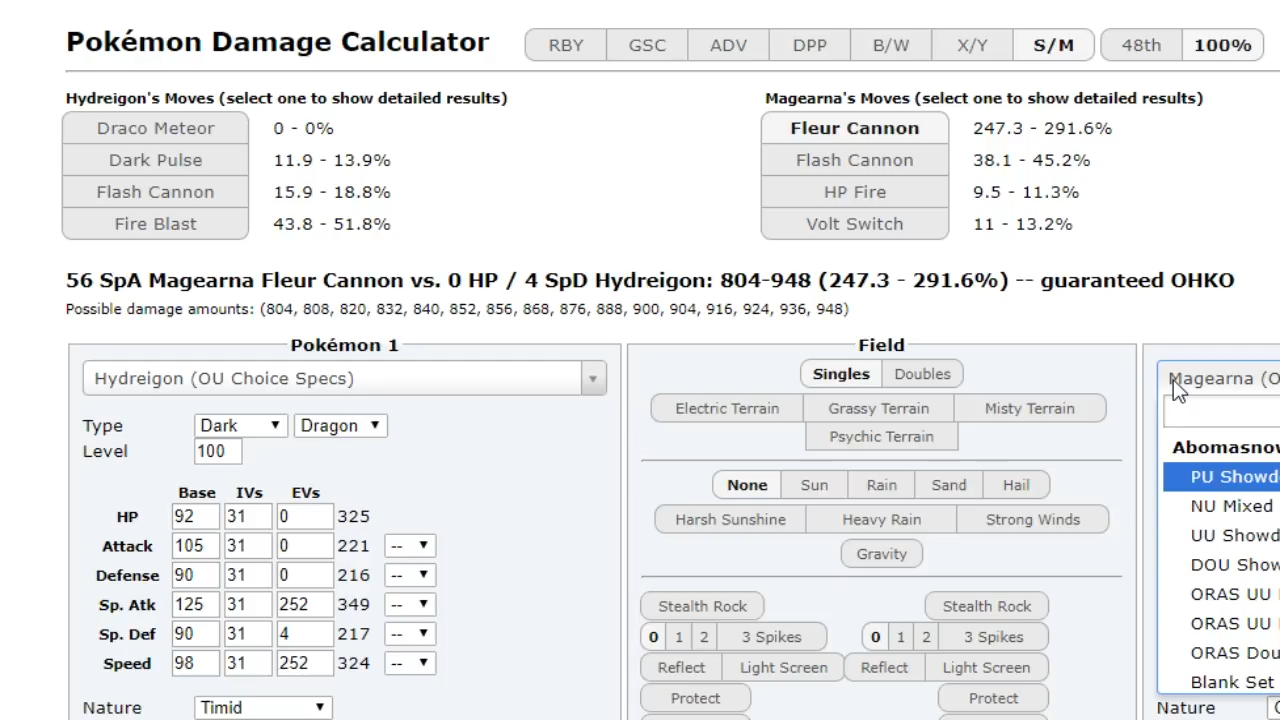 Pokémon Damage Calculator RBY GSC ADV DPP B/W X/Y S/M 48th 100%
Hydreigon's Moves (select one to show detailed results) Magearna's Moves (select one to show detailed results)
Draco Meteor 0 - 0% Fleur Cannon 247.3 - 291.6%
Dark Pulse 11.9 - 13.9% Flash Cannon 38.1 - 45.2%
Flash Cannon 15.9 - 18.8% HP Fire 9.5 - 11.3%
Fire Blast 43.8 - 51.8% Volt Switch 11 - 13.2%
56 SpA Magearna Fleur Cannon vs. 0 HP / 4 SpD Hydreigon: 804-948 (247.3 - 291.6%) -- guaranteed OHKO
Possible damage amounts: (804, 808, 820, 832, 840, 852, 856, 868, 876, 888, 900, 904, 916, 924, 936, 948)
Pokémon 1 Field
Hydreigon (OU Choice Specs) Singles Doubles Magearna (O
Type Dark Dragon Electric Terrain Grassy Terrain Misty Terrain
Psychic Terrain
Level 100 Abomasnow
Base IVs EVs None Sun Rain Sand Hail PU Showd
HP 92 31 0 325 Harsh Sunshine Heavy Rain Strong Winds NU Mixed
Attack 105 31 0 221 -- Gravity UU Showd
Defense 90 31 0 216 -- DOU Show
Sp. Atk 125 31 252 349 -- Stealth Rock Stealth Rock ORAS UU
Sp. Def 90 31 4 217 -- 0 1 2 3 Spikes 0 1 2 3 Spikes ORAS UU
Speed 98 31 252 324 -- Reflect Light Screen Reflect Light Screen ORAS Dou
Protect Protect Blank Set
Nature Timid Nature